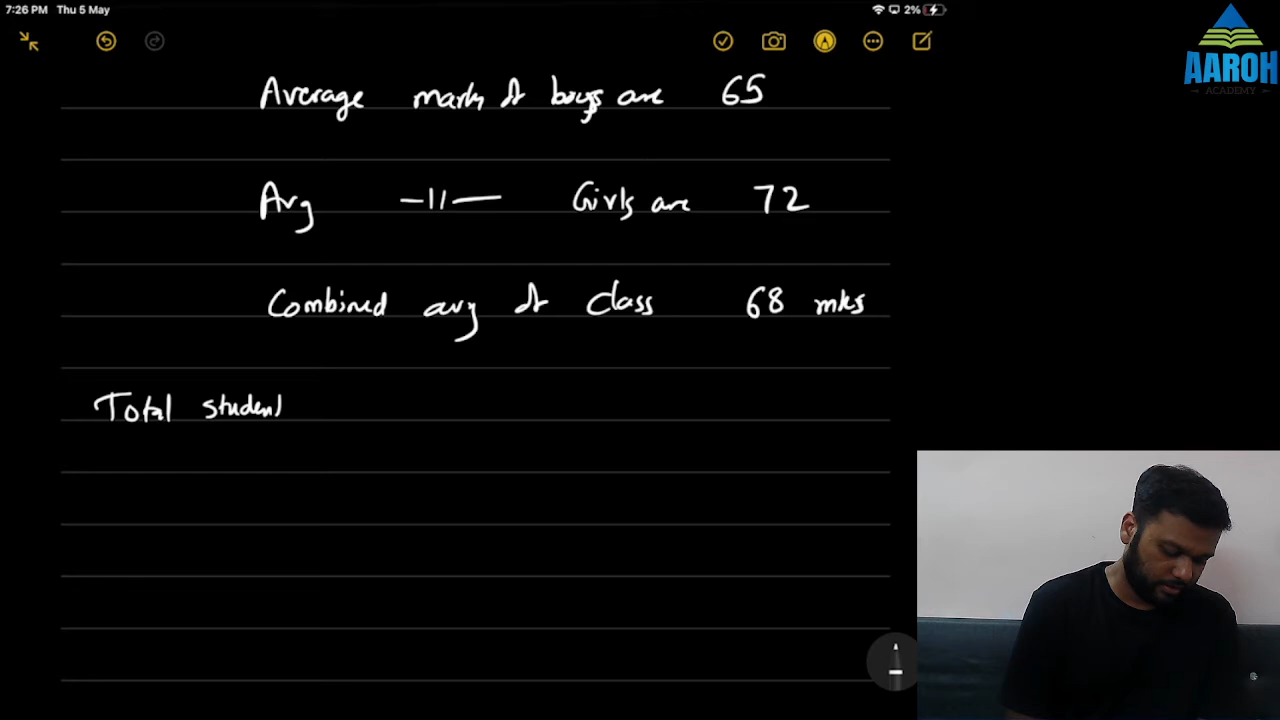 7:26 PM Thu 5 May
2%
AAROH
ACADEMY
Average marks of boys are 65
Avg –11– Girls are 72
Combined avg of class 68 mks
Total student